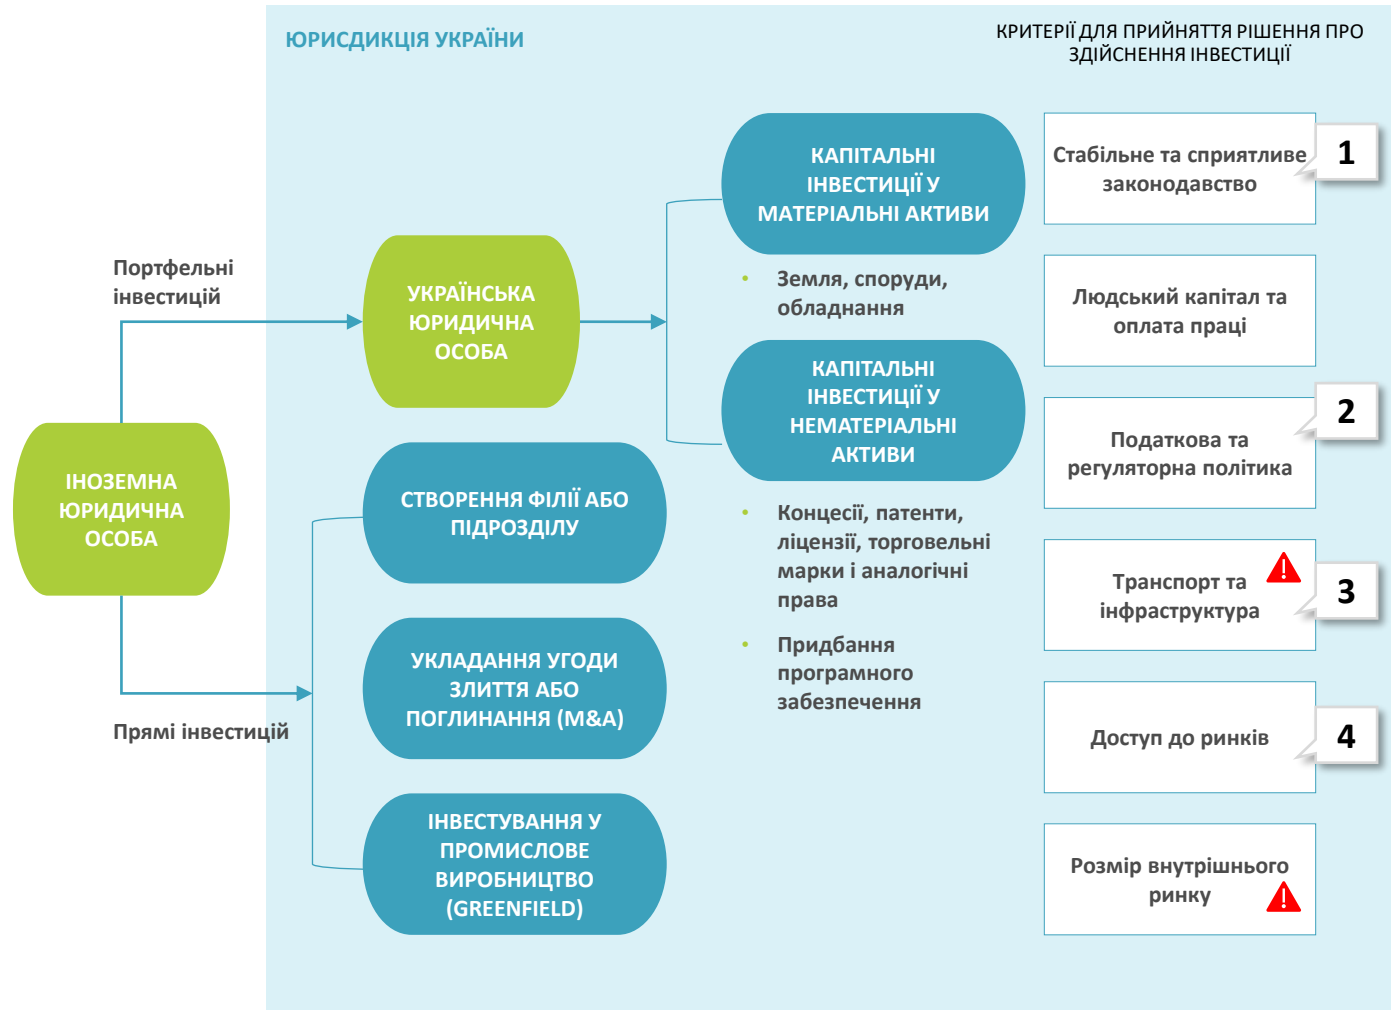 ЮРИСДИКЦІЯ УКРАЇНИ
КРИТЕРІЇ ДЛЯ ПРИЙНЯТТЯ РІШЕННЯ ПРО
ЗДІЙСНЕННЯ ІНВЕСТИЦІЇ
Портфельні
інвестицій
ІНОЗЕМНА
ЮРИДИЧНА
ОСОБА
Прямі інвестицій
УКРАЇНСЬКА
ЮРИДИЧНА
ОСОБА
СТВОРЕННЯ ФІЛІЇ АБО
ПІДРОЗДІЛУ
УКЛАДАННЯ УГОДИ
ЗЛИТТЯ АБО
ПОГЛИНАННЯ (M&A)
ІНВЕСТУВАННЯ У
ПРОМИСЛОВЕ
ВИРОБНИЦТВО
(GREENFIELD)
КАПІТАЛЬНІ
ІНВЕСТИЦІЇ У
МАТЕРІАЛЬНІ АКТИВИ
• Земля, споруди,
обладнання
КАПІТАЛЬНІ
ІНВЕСТИЦІЇ У
НЕМАТЕРІАЛЬНІ
АКТИВИ
• Концесії, патенти,
ліцензії, торговельні
марки і аналогічні
права
• Придбання
програмного
забезпечення
Стабільне та сприятливе
законодавство
1
Людський капітал та
оплата праці
Податкова та
регуляторна політика
2
Транспорт та
інфраструктура
3
Доступ до ринків
4
Розмір внутрішнього
ринку